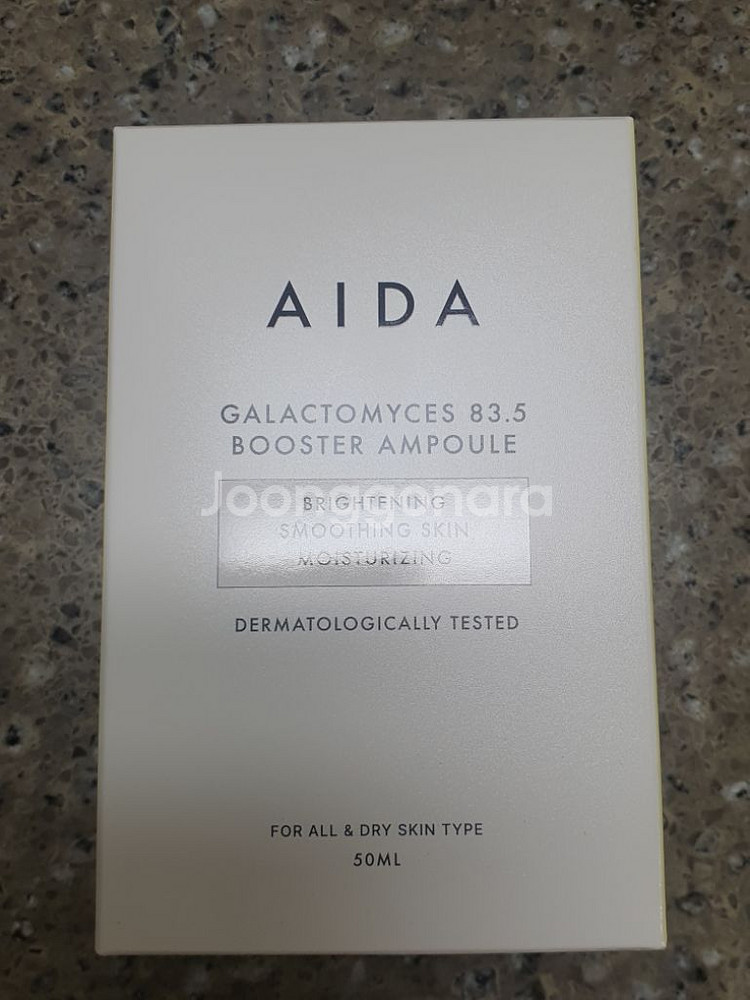 AIDA
GALACTOMYCES 83.5
BOOSTER AMPOULE
Joonggonara
BRIGHTENING
SMOOTHING SKIN
MOISTURIZING
DERMATOLOGICALLY TESTED
FOR ALL & DRY SKIN TYPE
50ML